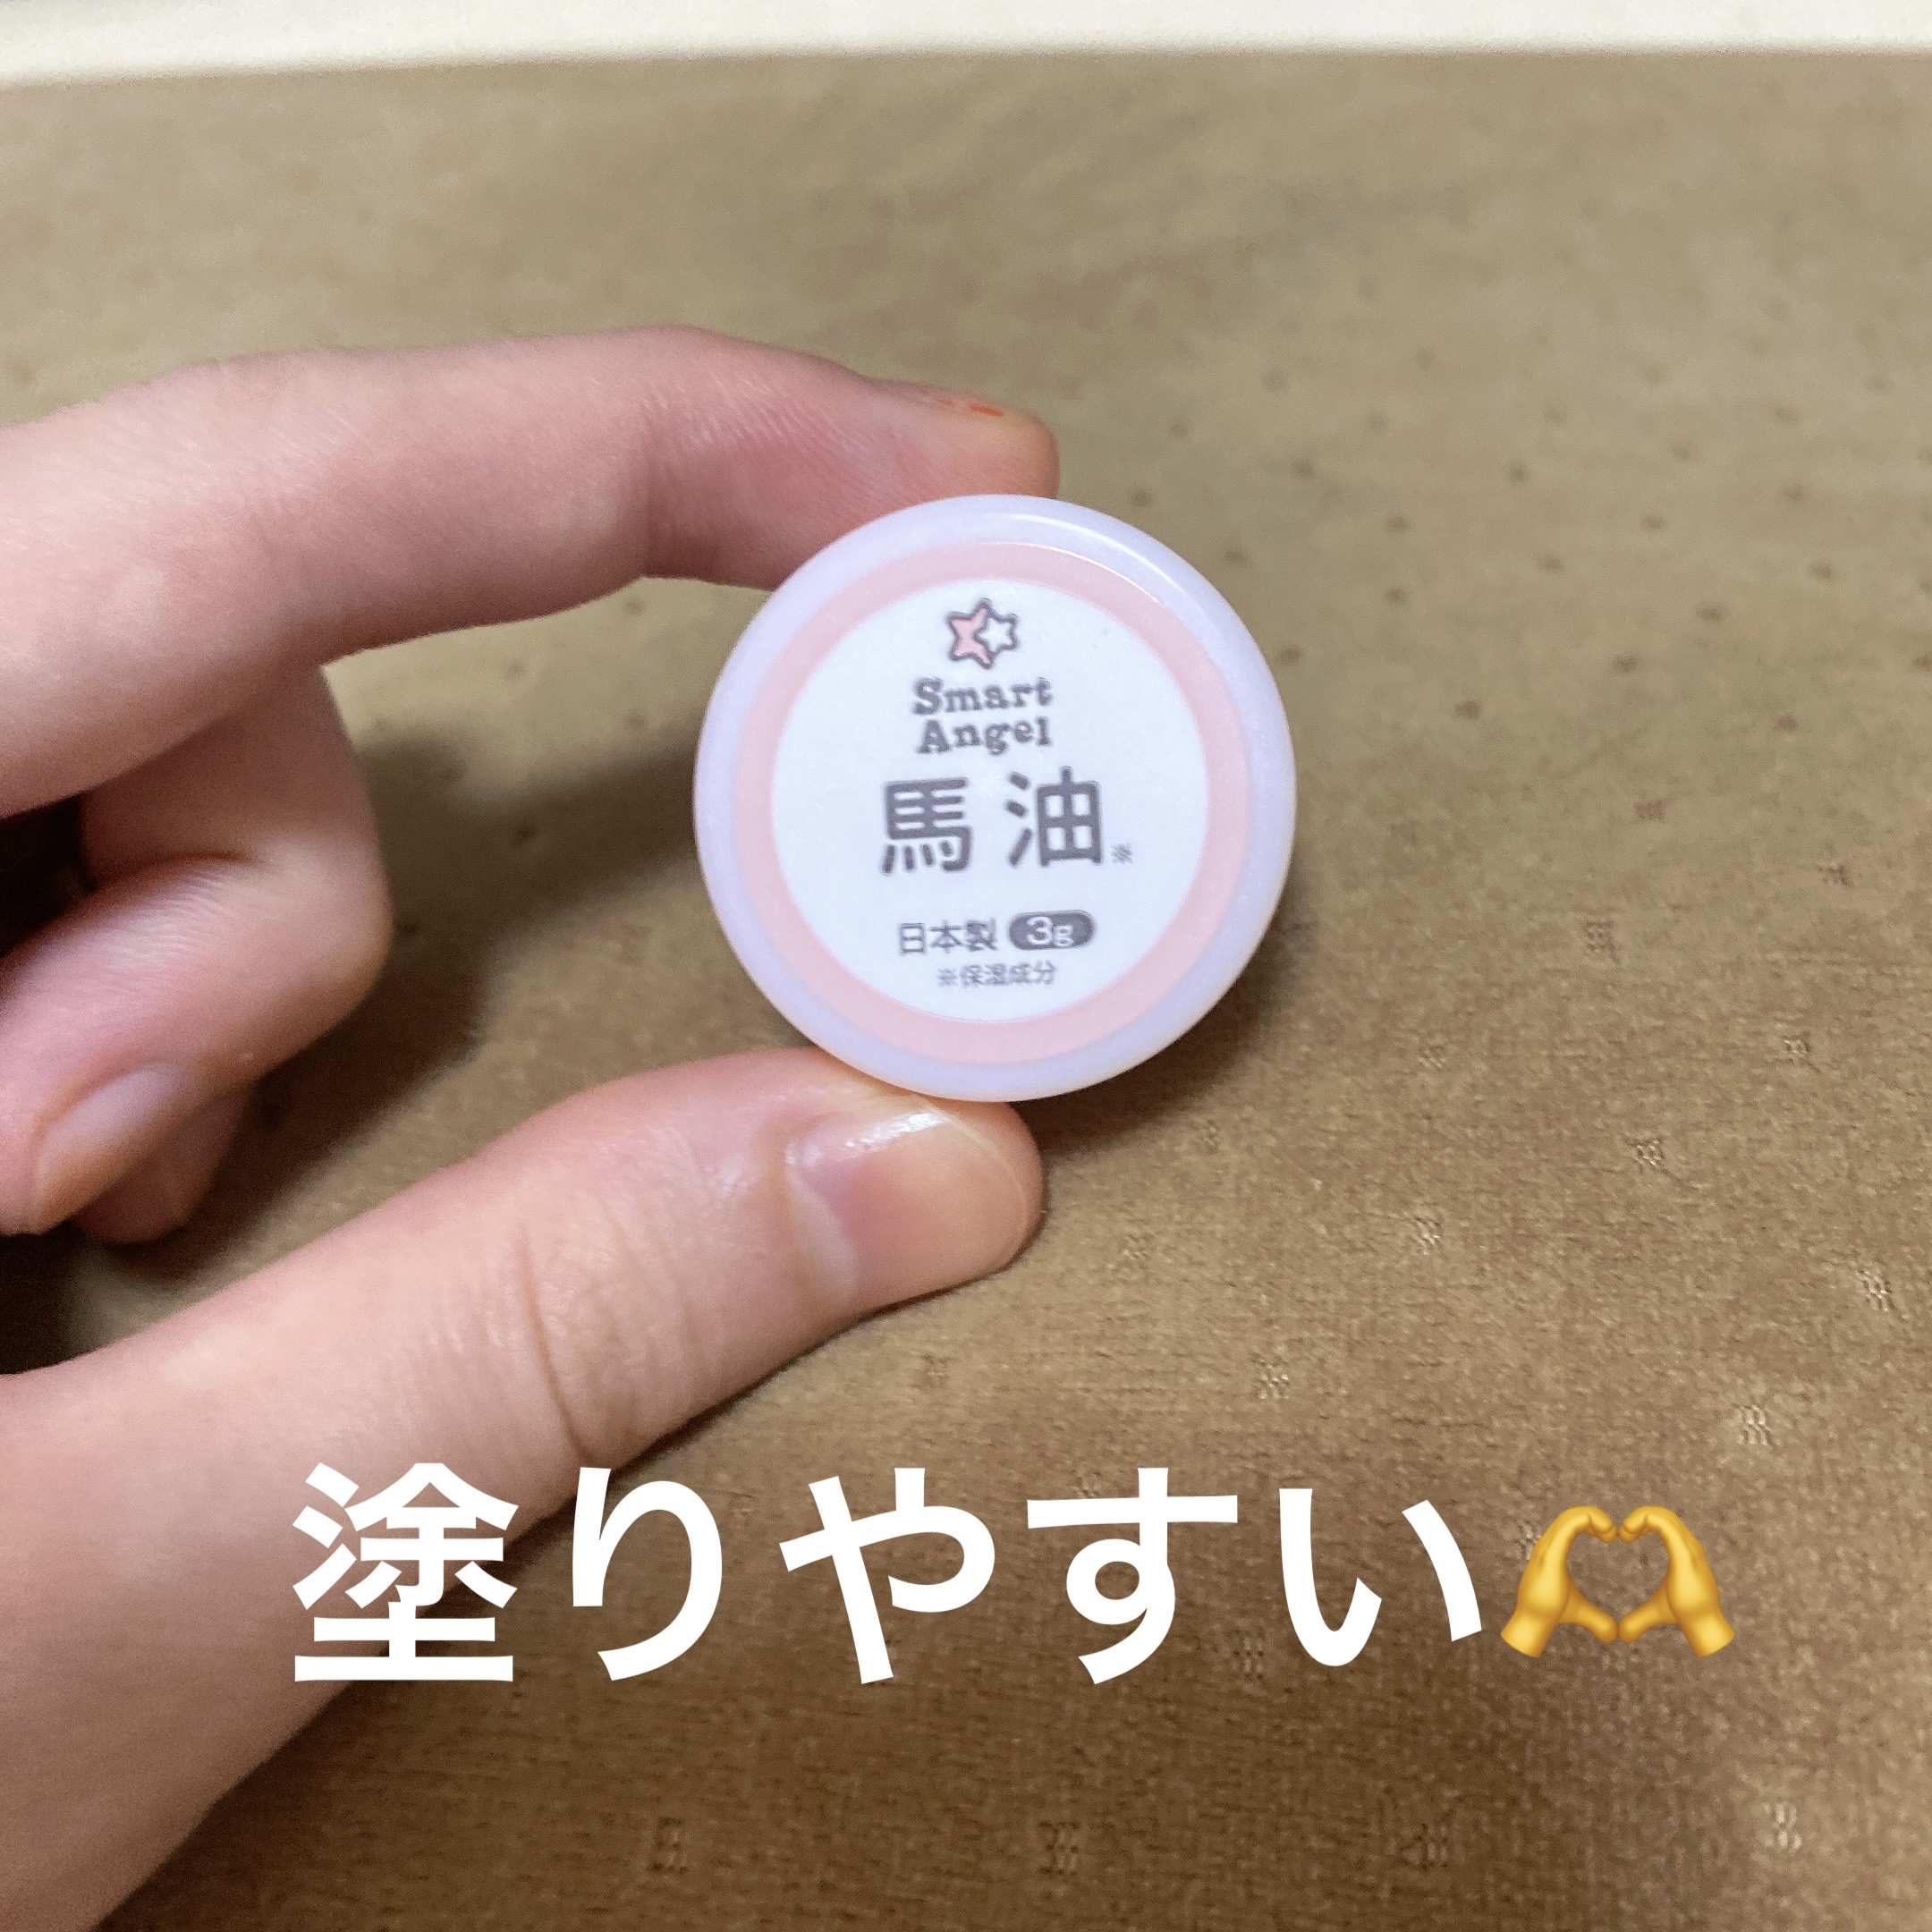 Smart
Angel
馬油※
日本製 3g
※保湿成分
塗りやすい🫶